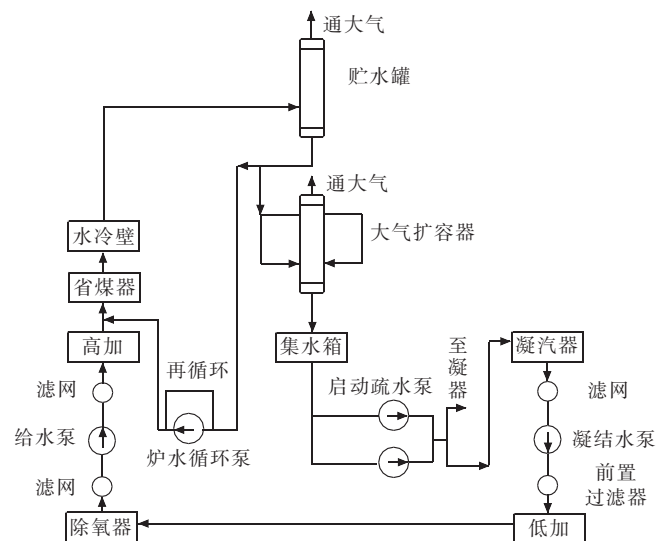 通大气
贮水罐
通大气
大气扩容器
水冷壁
省煤器
高加
集水箱
至
凝
器
凝汽器
再循环
启动疏水泵
滤网
滤网
给水泵
炉水循环泵
凝结水泵
滤网
前置
过滤器
除氧器
低加